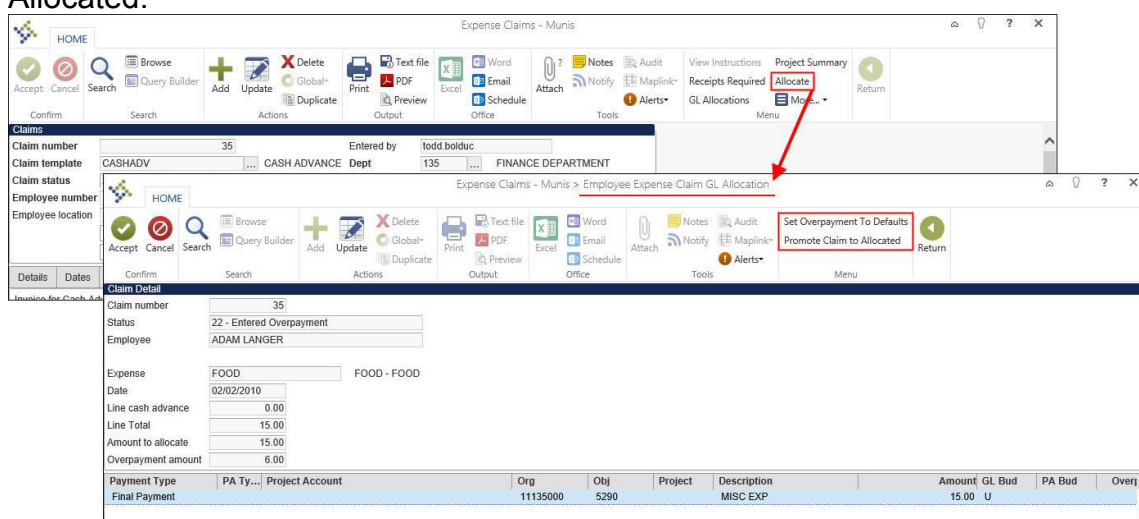 Allocated:
Expense Claims - Munis
HOME
Accept Cancel Search Browse Query Builder Add Update Delete Global Duplicate Print Text file PDF Preview Excel Word Email Schedule Attach Notes Notify Audit Maplink Alerts View Instructions Receipts Required GL Allocations Project Summary Allocate More... Return
Confirm Search Actions Output Office Tools Menu
Claims
Claim number 35 Entered by todd.bolduc
Claim template CASHADV ... CASH ADVANCE Dept 135 ... FINANCE DEPARTMENT
Claim status
Employee number
Employee location
Details Dates
Invoice for Cash Adv
Expense Claims - Munis > Employee Expense Claim GL Allocation
HOME
Accept Cancel Search Browse Query Builder Add Update Delete Global Duplicate Print Text file PDF Preview Excel Word Email Schedule Attach Notes Notify Audit Maplink Alerts Set Overpayment To Defaults Promote Claim to Allocated Return
Confirm Search Actions Output Office Tools Menu
Claim Detail
Claim number 35
Status 22 - Entered Overpayment
Employee ADAM LANGER
Expense FOOD FOOD - FOOD
Date 02/02/2010
Line cash advance 0.00
Line Total 15.00
Amount to allocate 15.00
Overpayment amount 6.00
Payment Type PA Ty... Project Account Org Obj Project Description Amount GL Bud PA Bud Over
Final Payment 11135000 5290 MISC EXP 15.00 U